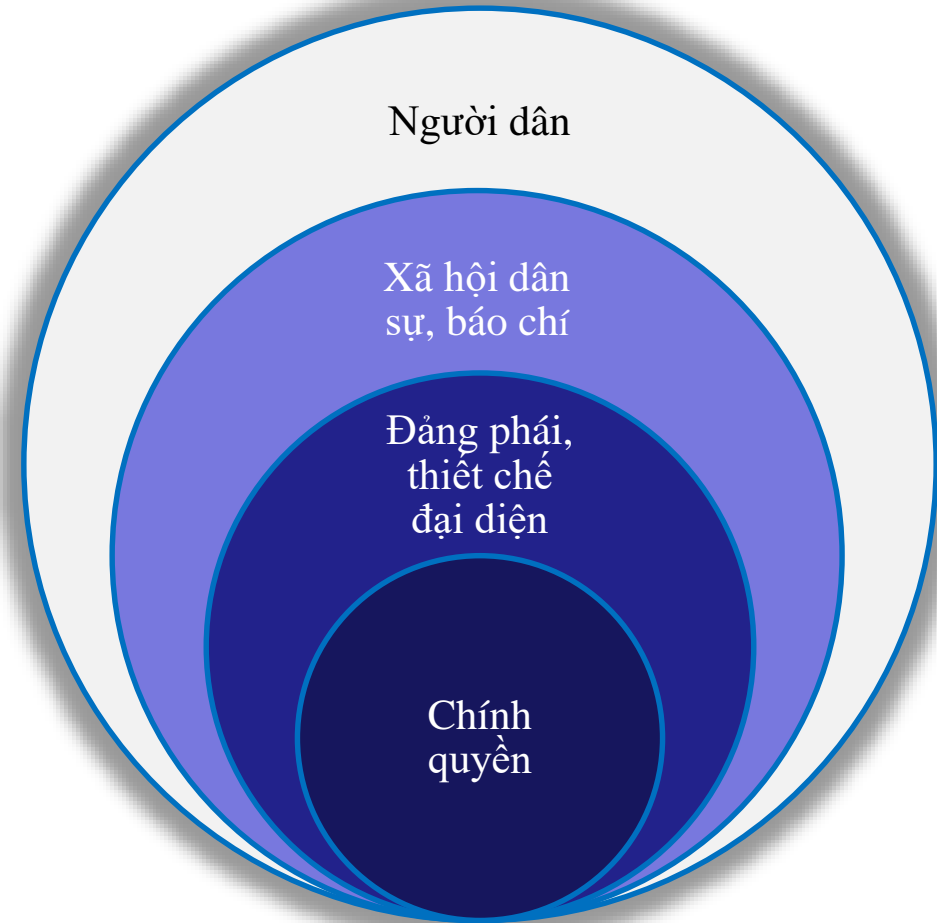 Người dân
Xã hội dân
sự, báo chí
Đảng phái,
thiết chế
đại diện
Chính
quyền